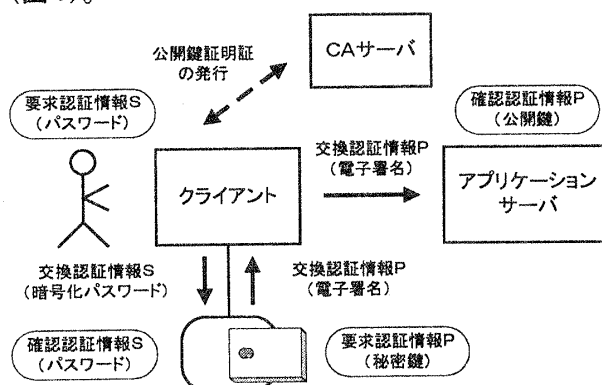 公開鍵証明証
の発行
CAサーバ
要求認証情報S
(パスワード)
確認認証情報P
(公開鍵)
クライアント
交換認証情報P
(電子署名)
アプリケーション
サーバ
交換認証情報S
(暗号化パスワード)
交換認証情報P
(電子署名)
確認認証情報S
(パスワード)
要求認証情報P
(秘密鍵)